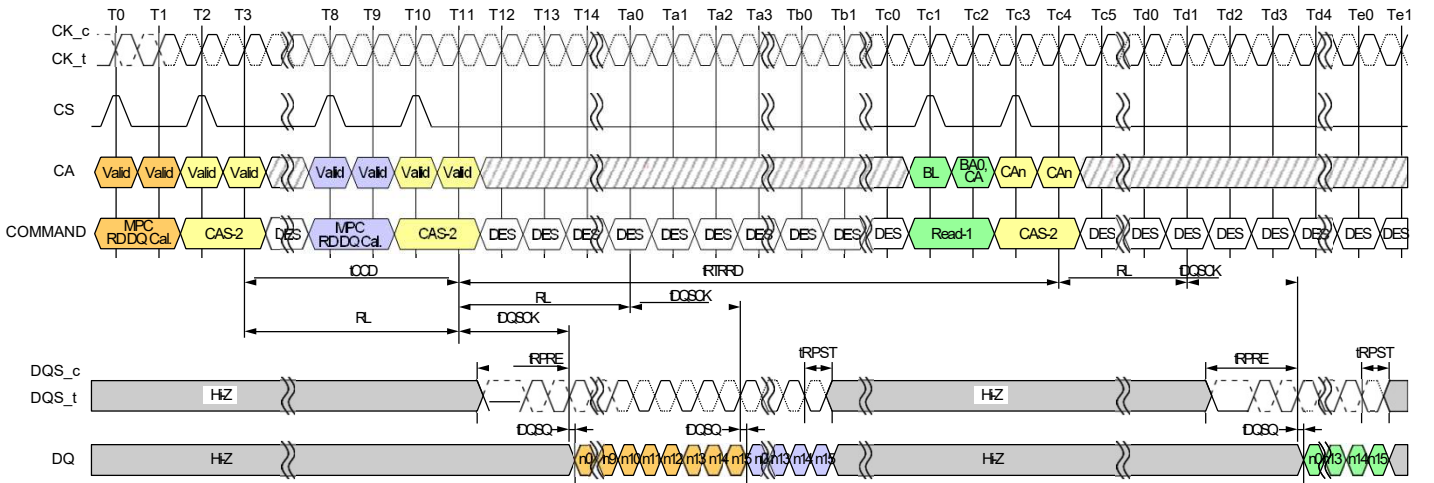 T0 T1 T2 T3 T8 T9 T10 T11 T12 T13 T14 Ta0 Ta1 Ta2 Ta3 Tb0 Tb1 Tc0 Tc1 Tc2 Tc3 Tc4 Tc5 Td0 Td1 Td2 Td3 Td4 Te0 Te1
CK_c
CK_t
CS
BA0,
CA Valid Valid Valid Valid Valid Valid Valid Valid BL CA CAn CAn
MPC MPC
COMMAND RD DQ Cal. CAS-2 DES RD DQ Cal. CAS-2 DES DES DES DES DES DES DES DES DES DES Read-1 CAS-2 DES DES DES DES DES DES DES DES
tCCD tRTRRD RL tDQSCK
RL tDQSCK
RL tDQSCK
tRPRE tRPST tRPRE tRPST
DQS_c
DQS_t Hi-Z Hi-Z
tDQSQ tDQSQ tDQSQ
DQ Hi-Z n0 n9 n10 n11 n12 n13 n14 n15 n0 n13 n14 n15 Hi-Z n0 n13 n14 n15